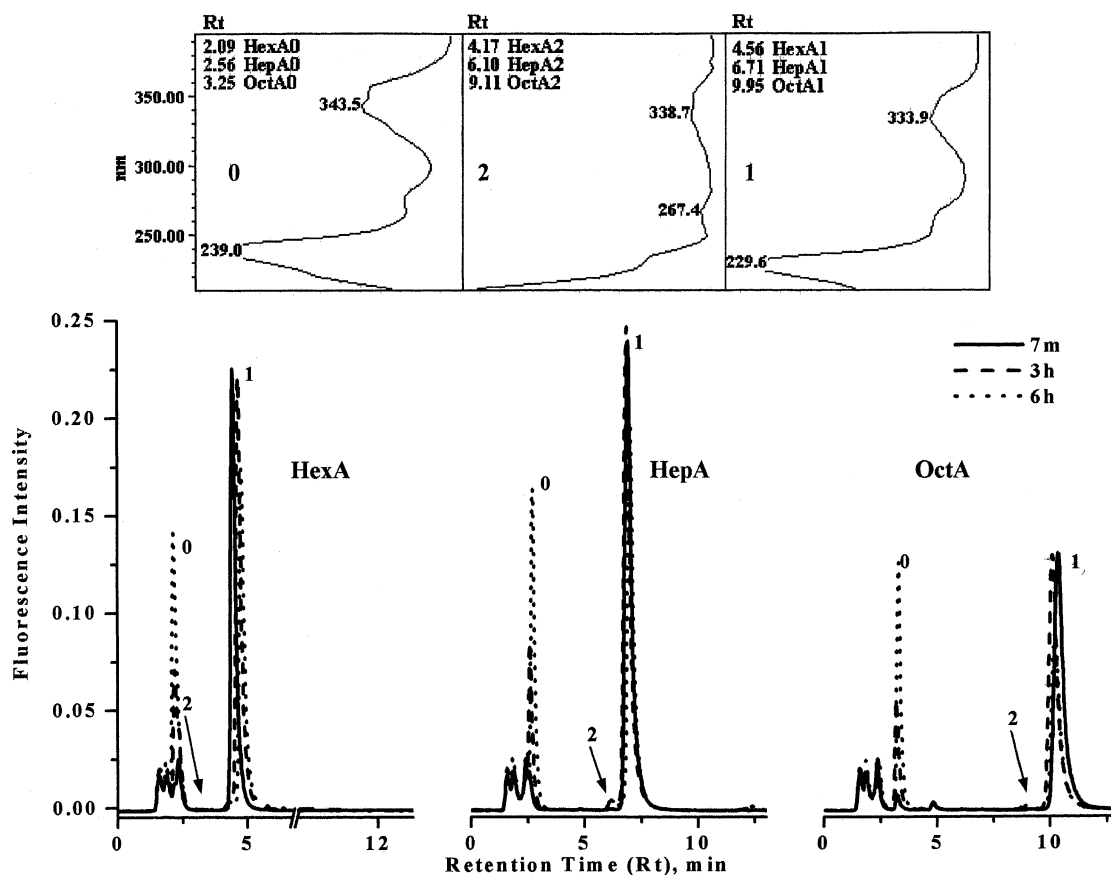 Rt
2.09 HexA0
2.56 HepA0
3.25 OctA0
Rt
4.17 HexA2
6.10 HepA2
9.11 OctA2
Rt
4.56 HexA1
6.71 HepA1
9.95 OctA1
350.00
300.00
250.00
nm
343.5
0
239.0
338.7
2
267.4
333.9
1
229.6
Fluorescence Intensity
0.25
0.20
0.15
0.10
0.05
0.00
7m
3h
6h
HexA
1
0
2
HepA
1
0
2
OctA
1
0
2
0
5
12
0
5
10
0
5
10
Retention Time (Rt), min